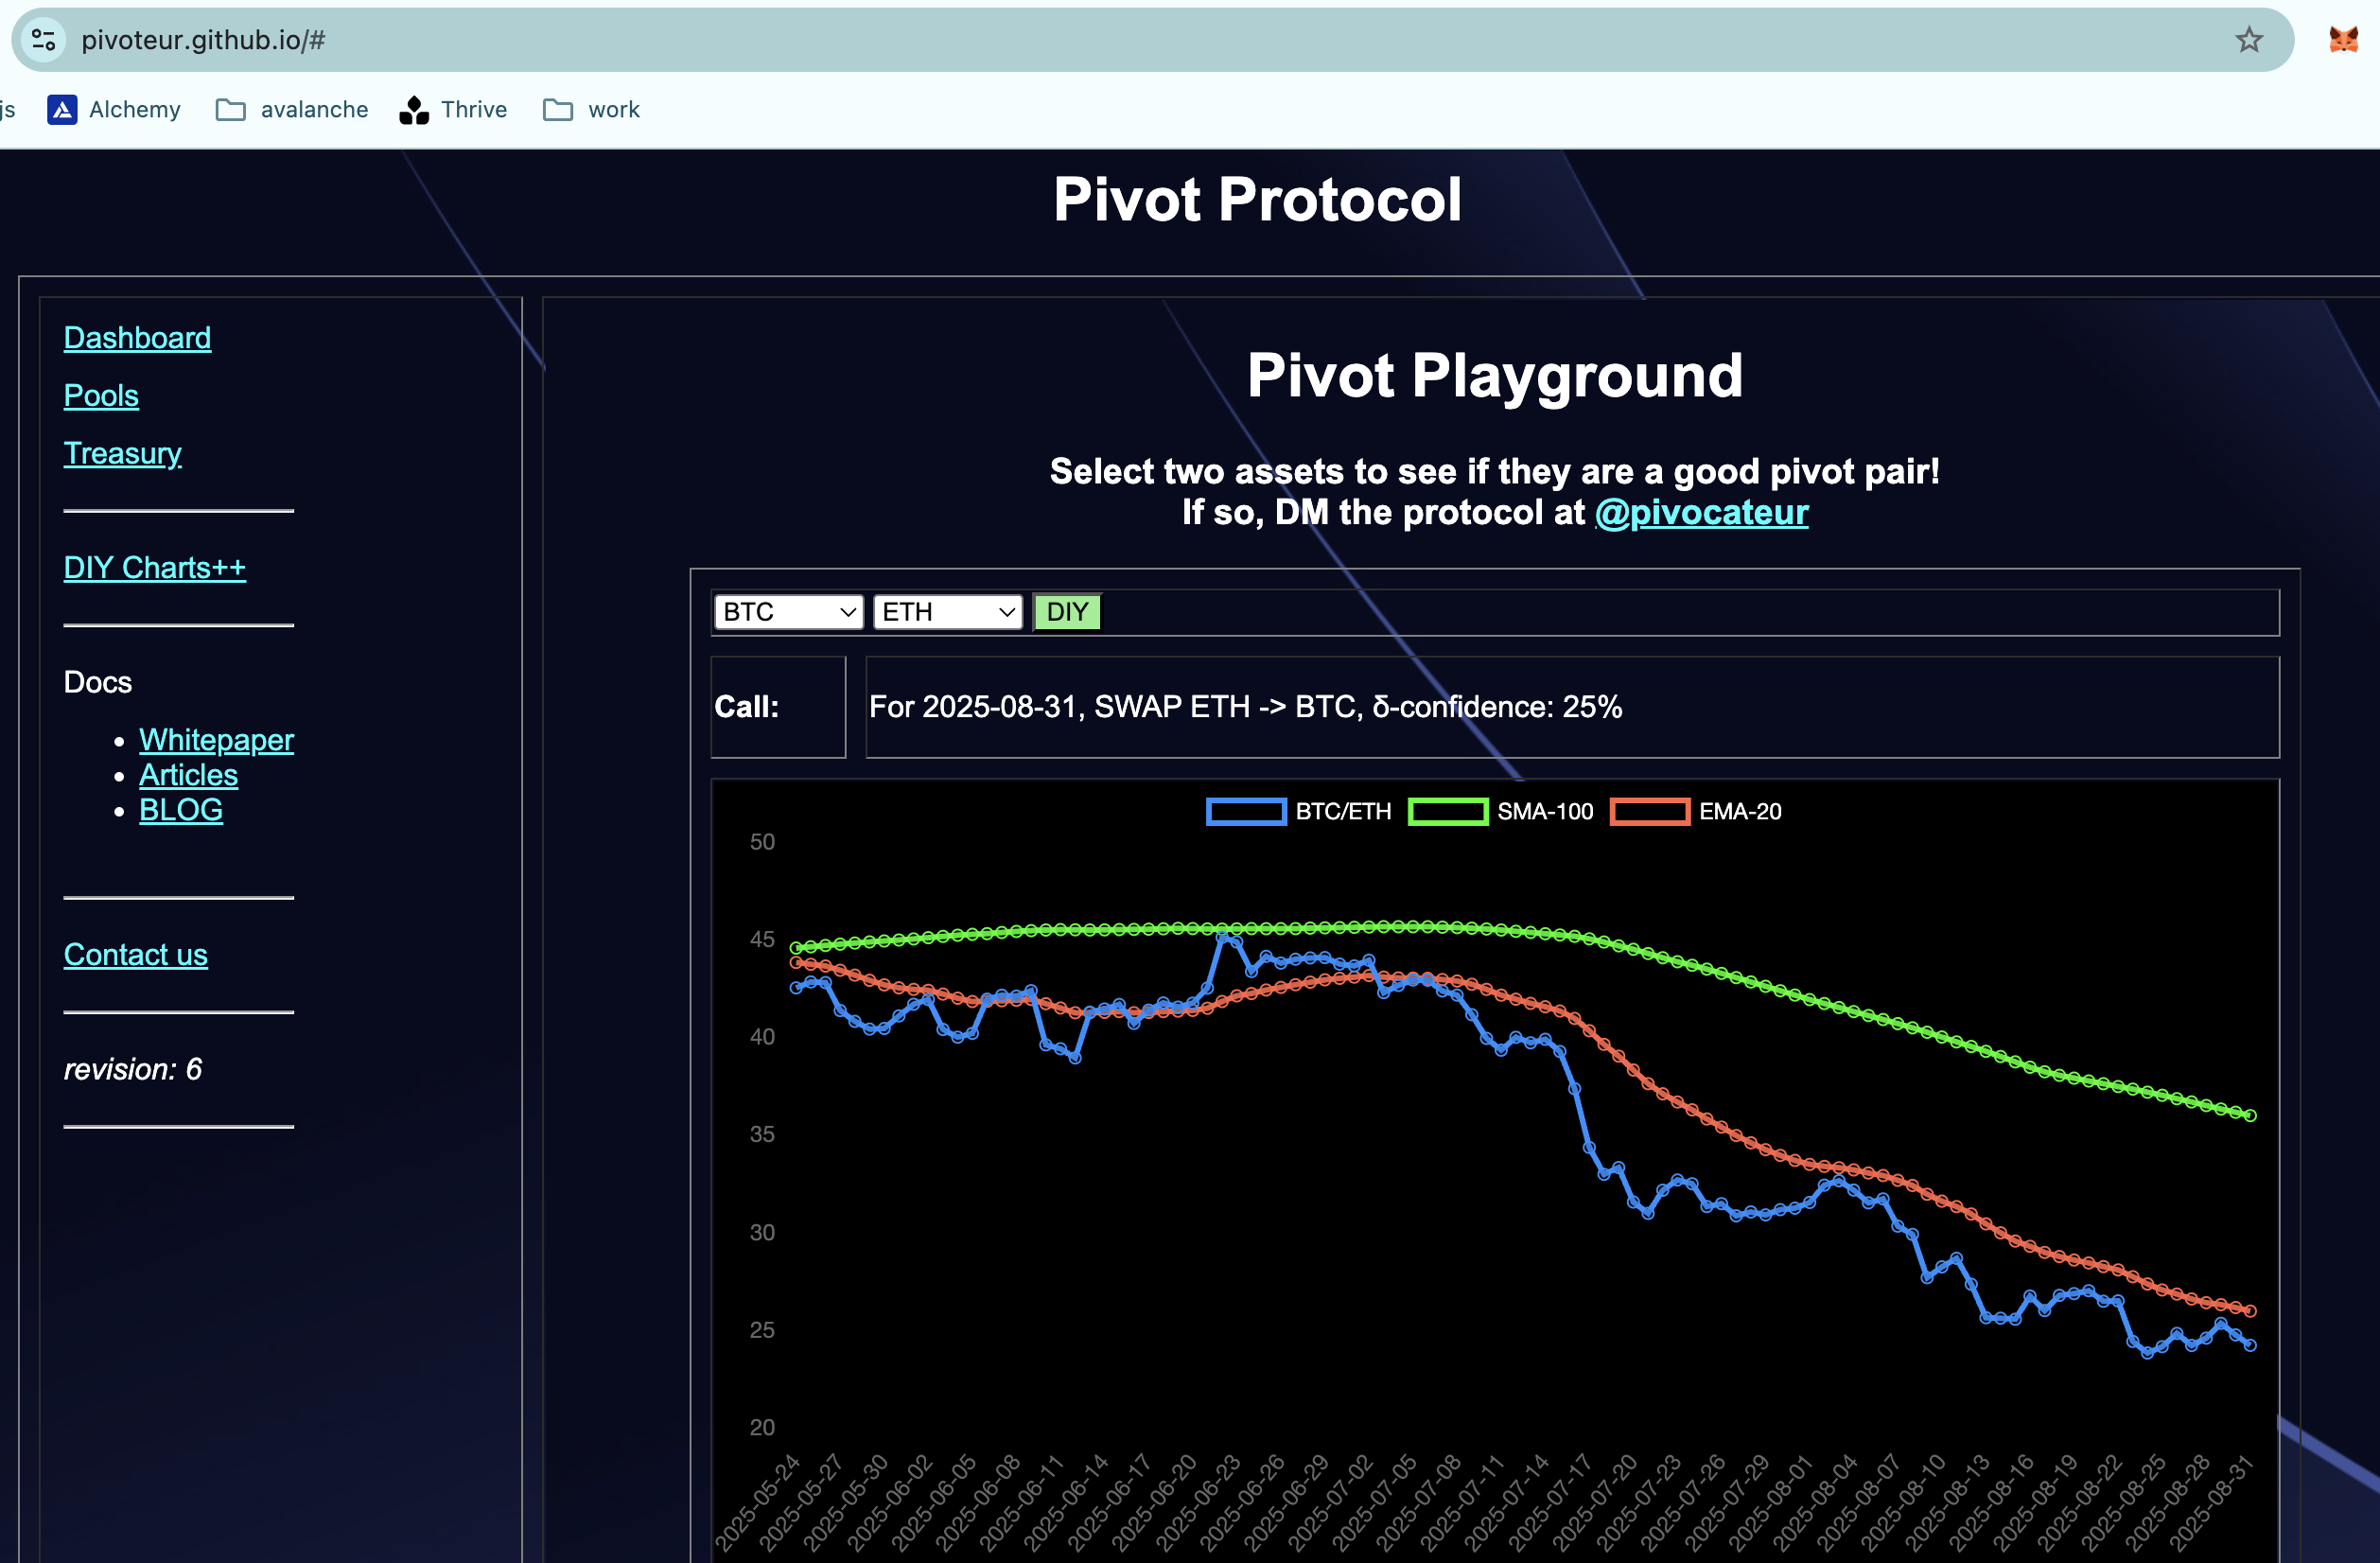 pivoteur.github.io/#
js Alchemy avalanche Thrive work
Pivot Protocol
Dashboard
Pools
Treasury
DIY Charts++
Docs
Whitepaper
Articles
BLOG
Contact us
revision: 6
Pivot Playground
Select two assets to see if they are a good pivot pair!
If so, DM the protocol at @pivocateur
BTC ETH DIY
Call: For 2025-08-31, SWAP ETH -> BTC, δ-confidence: 25%
BTC/ETH SMA-100 EMA-20
50
45
40
35
30
25
20
2025-05-24 2025-05-27 2025-05-30 2025-06-02 2025-06-05 2025-06-08 2025-06-11 2025-06-14 2025-06-17 2025-06-20 2025-06-23 2025-06-26 2025-06-29 2025-07-02 2025-07-05 2025-07-08 2025-07-11 2025-07-14 2025-07-17 2025-07-20 2025-07-23 2025-07-26 2025-07-29 2025-08-01 2025-08-04 2025-08-07 2025-08-10 2025-08-13 2025-08-16 2025-08-19 2025-08-22 2025-08-25 2025-08-28 2025-08-31